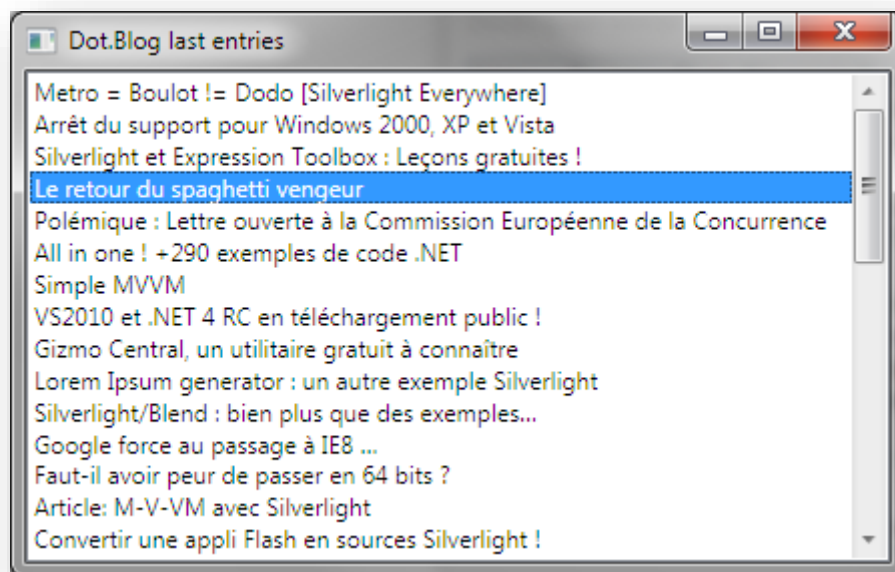 Dot.Blog last entries
Metro = Boulot != Dodo [Silverlight Everywhere]
Arrêt du support pour Windows 2000, XP et Vista
Silverlight et Expression Toolbox : Leçons gratuites !
Le retour du spaghetti vengeur
Polémique : Lettre ouverte à la Commission Européenne de la Concurrence
All in one ! +290 exemples de code .NET
Simple MVVM
VS2010 et .NET 4 RC en téléchargement public !
Gizmo Central, un utilitaire gratuit à connaître
Lorem Ipsum generator : un autre exemple Silverlight
Silverlight/Blend : bien plus que des exemples...
Google force au passage à IE8 ...
Faut-il avoir peur de passer en 64 bits ?
Article: M-V-VM avec Silverlight
Convertir une appli Flash en sources Silverlight !